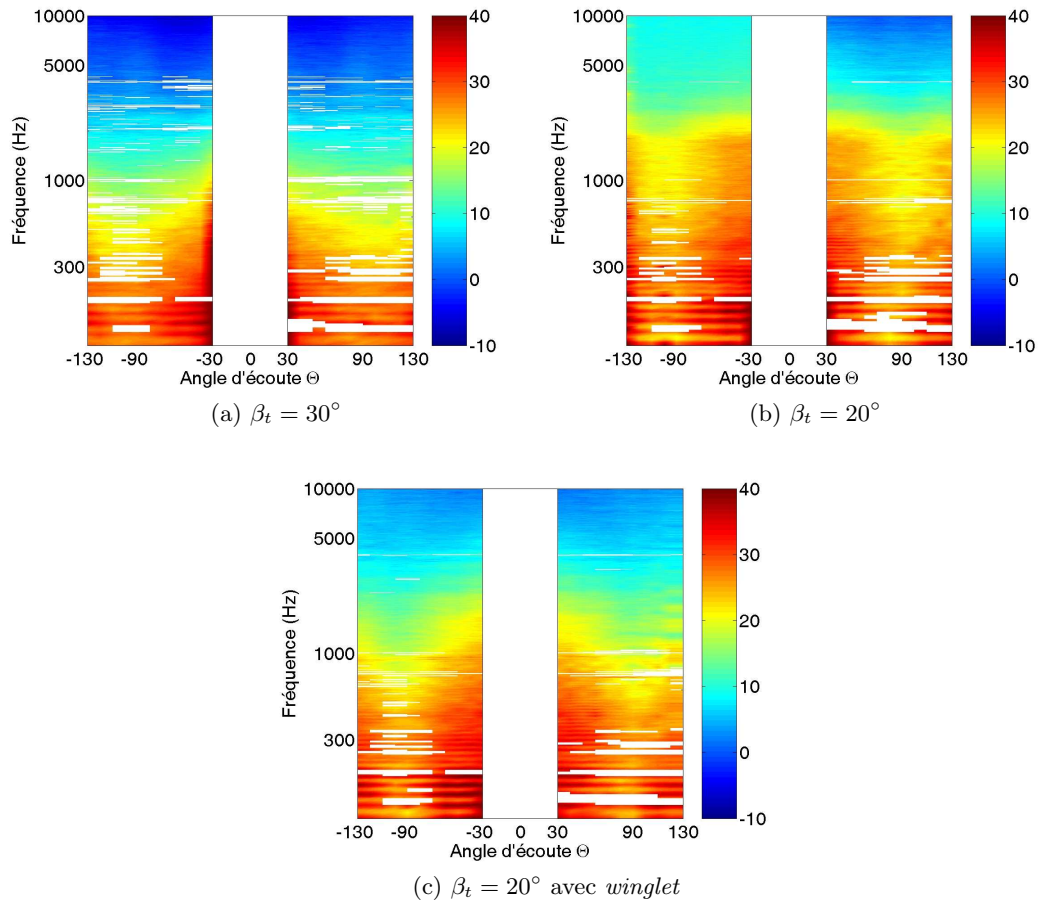 10000
5000
1000
300
Fréquence (Hz)
-130 -90 -30 0 30 90 130
Angle d'écoute Θ
40
30
20
10
0
-10
(a) βt = 30°
10000
5000
1000
300
Fréquence (Hz)
-130 -90 -30 0 30 90 130
Angle d'écoute Θ
40
30
20
10
0
-10
(b) βt = 20°
10000
5000
1000
300
Fréquence (Hz)
-130 -90 -30 0 30 90 130
Angle d'écoute Θ
40
30
20
10
0
-10
(c) βt = 20° avec winglet